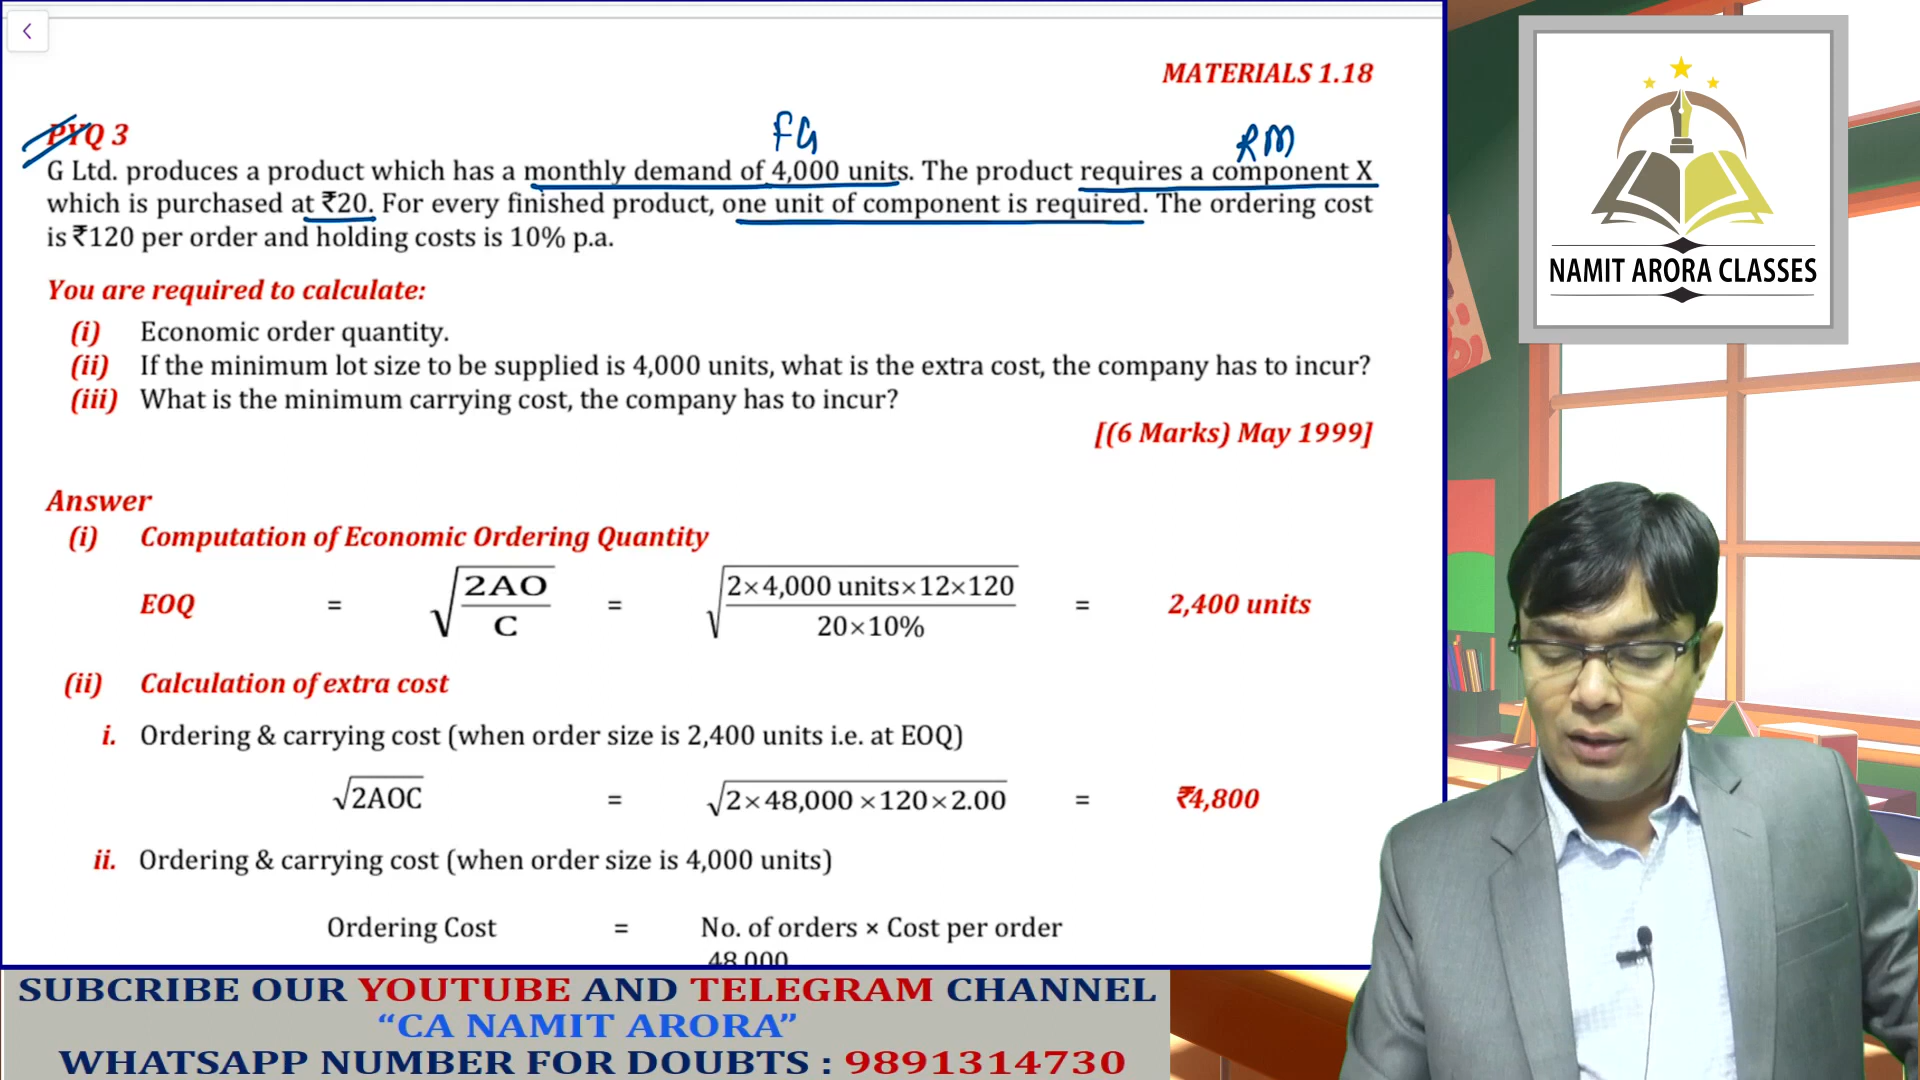 MATERIALS 1.18
PYQ 3
FG
RM
G Ltd. produces a product which has a monthly demand of 4,000 units. The product requires a component X
which is purchased at ₹20. For every finished product, one unit of component is required. The ordering cost
is ₹120 per order and holding costs is 10% p.a.
You are required to calculate:
(i) Economic order quantity.
(ii) If the minimum lot size to be supplied is 4,000 units, what is the extra cost, the company has to incur?
(iii) What is the minimum carrying cost, the company has to incur?
[(6 Marks) May 1999]
Answer
(i) Computation of Economic Ordering Quantity
EOQ = √(2AO/C) = √(2×4,000 units×12×120/20×10%) = 2,400 units
(ii) Calculation of extra cost
i. Ordering & carrying cost (when order size is 2,400 units i.e. at EOQ)
√2AOC = √2×48,000×120×2.00 = ₹4,800
ii. Ordering & carrying cost (when order size is 4,000 units)
Ordering Cost = No. of orders × Cost per order
48,000
NAMIT ARORA CLASSES
SUBCRIBE OUR YOUTUBE AND TELEGRAM CHANNEL
“CA NAMIT ARORA”
WHATSAPP NUMBER FOR DOUBTS : 9891314730